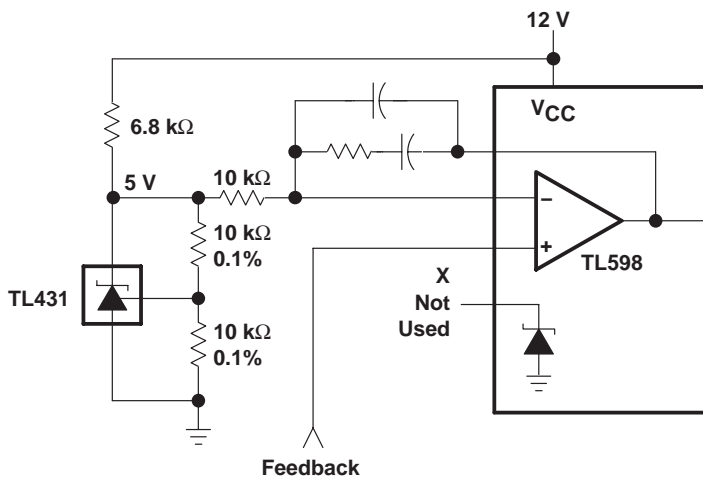 12 V
VCC
6.8 kΩ
5 V
10 kΩ
10 kΩ
0.1%
TL431
10 kΩ
0.1%
−
+
TL598
X
Not
Used
Feedback